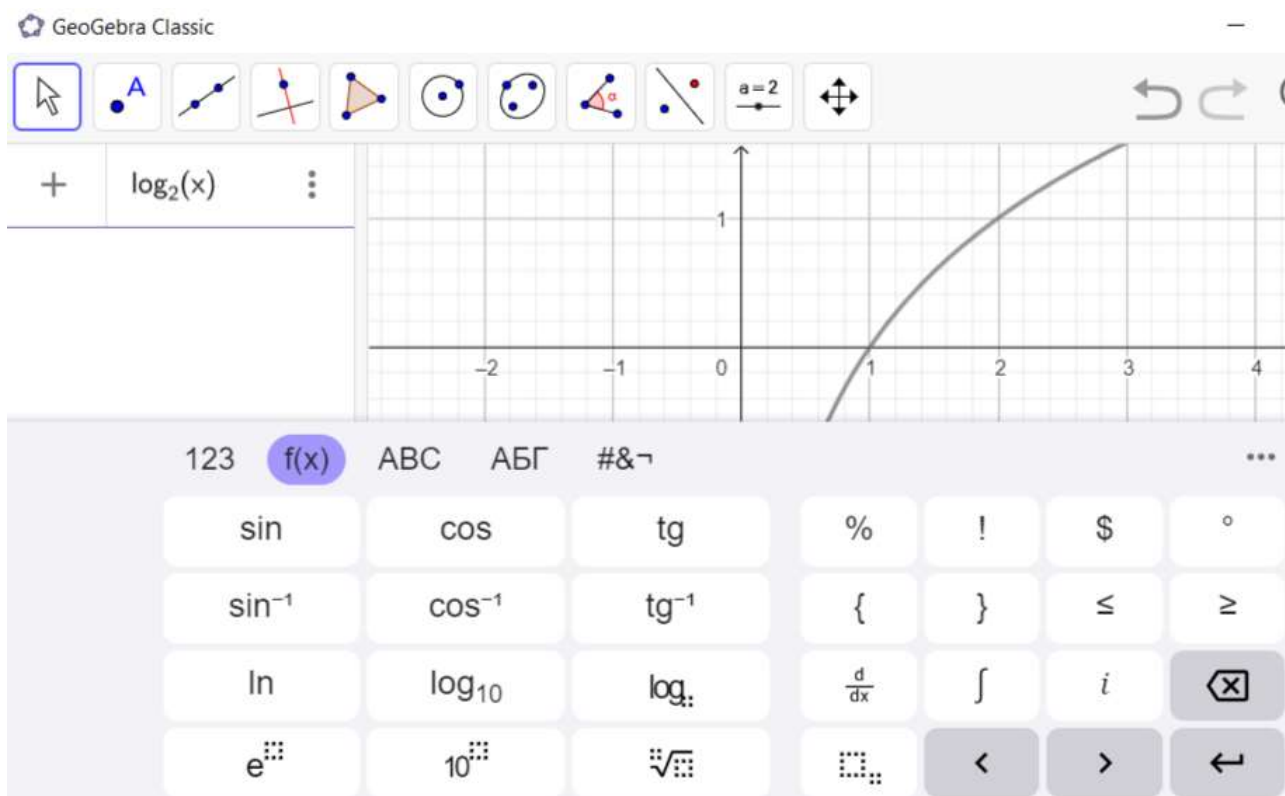 GeoGebra Classic
A
α
a = 2
+ log₂(x)
1
–2 –1 0 1 2 3 4
123 f(x) ABC АБГ #&¬
sin cos tg % ! $ °
sin⁻¹ cos⁻¹ tg⁻¹ { } ≤ ≥
ln log₁₀ log d/dx ∫ i
e 10 √ < >